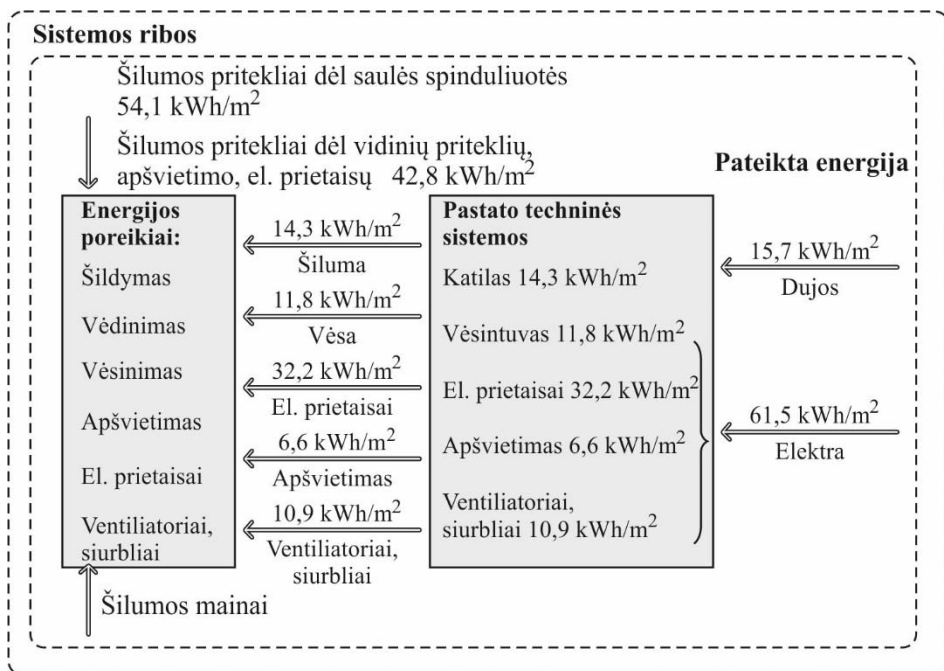 Sistemos ribos
Šilumos pritekliai dėl saulės spinduliuotės
54,1 kWh/m²
Šilumos pritekliai dėl vidinių priteklių,
apšvietimo, el. prietaisų 42,8 kWh/m²
Pateikta energija
Energijos
poreikiai:
Šildymas
Vėdinimas
Vėsinimas
Apšvietimas
El. prietaisai
Ventiliatoriai,
siurbliai
14,3 kWh/m²
Šiluma
11,8 kWh/m²
Vėsa
32,2 kWh/m²
El. prietaisai
6,6 kWh/m²
Apšvietimas
10,9 kWh/m²
Ventiliatoriai,
siurbliai
Pastato techninės
sistemos
Katilas 14,3 kWh/m²
Vėsintuvas 11,8 kWh/m²
El. prietaisai 32,2 kWh/m²
Apšvietimas 6,6 kWh/m²
Ventiliatoriai,
siurbliai 10,9 kWh/m²
15,7 kWh/m²
Dujos
61,5 kWh/m²
Elektra
Šilumos mainai